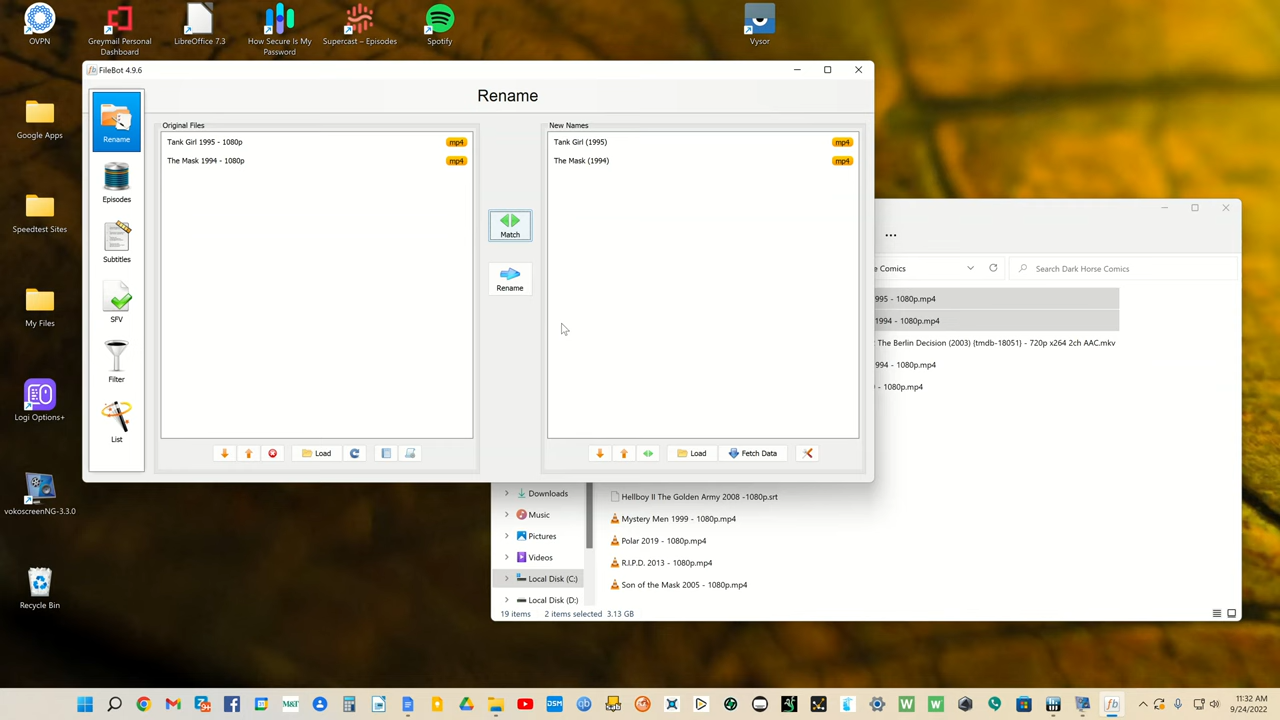 OVPN
Greymail Personal
Dashboard
LibreOffice 7.3
How Secure Is My
Password
Supercast – Episodes
Spotify
Vysor
Google Apps
Speedtest Sites
My Files
Logi Options+
vokoscreenNG-3.3.0
Recycle Bin
fb FileBot 4.9.6
Rename
Rename
Episodes
Subtitles
SFV
Filter
List
Original Files
Tank Girl 1995 - 1080p mp4
The Mask 1994 - 1080p mp4
Match
Rename
New Names
Tank Girl (1995) mp4
The Mask (1994) mp4
Load
Load
Fetch Data
...
e Comics
Search Dark Horse Comics
995 - 1080p.mp4
1994 - 1080p.mp4
The Berlin Decision (2003) {tmdb-18051} - 720p x264 2ch AAC.mkv
994 - 1080p.mp4
- 1080p.mp4
Downloads
Music
Pictures
Videos
Local Disk (C:)
Local Disk (D:)
Hellboy II The Golden Army 2008 -1080p.srt
Mystery Men 1999 - 1080p.mp4
Polar 2019 - 1080p.mp4
R.I.P.D. 2013 - 1080p.mp4
Son of the Mask 2005 - 1080p.mp4
19 items 2 items selected 3.13 GB
M&T
DSM
qb
W
W
fb
11:32 AM
9/24/2022